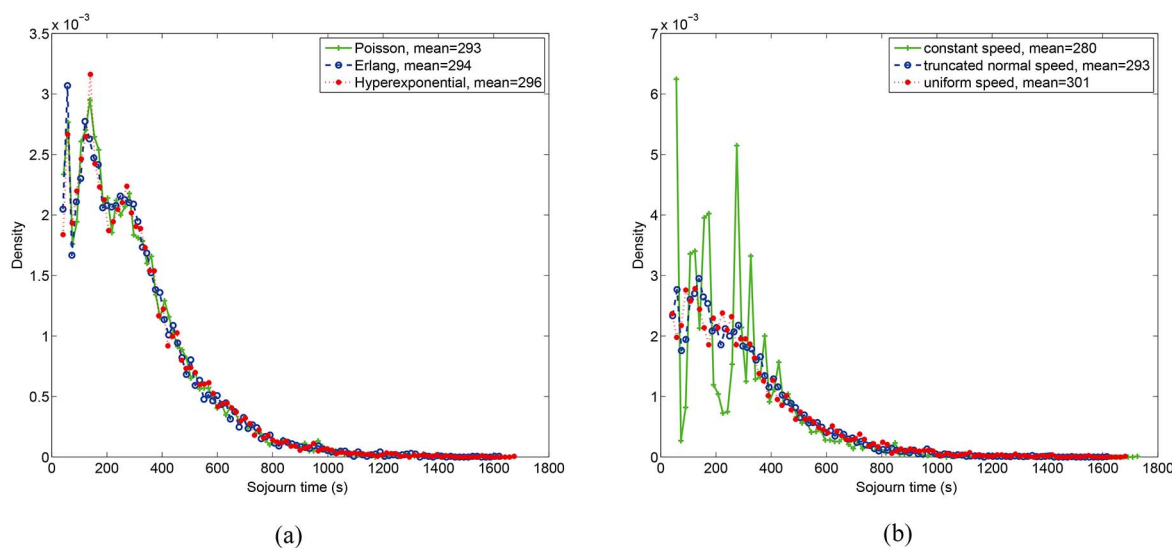 x 10⁻³
3.5
3
2.5
2
1.5
1
0.5
0
Density
Poisson, mean=293
Erlang, mean=294
Hyperexponential, mean=296
0 200 400 600 800 1000 1200 1400 1600 1800
Sojourn time (s)
(a)
x 10⁻³
7
6
5
4
3
2
1
0
Density
constant speed, mean=280
truncated normal speed, mean=293
uniform speed, mean=301
0 200 400 600 800 1000 1200 1400 1600 1800
Sojourn time (s)
(b)